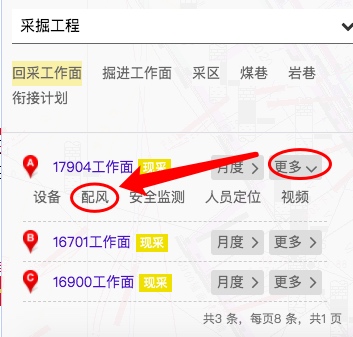 采掘工程
回采工作面 掘进工作面 采区 煤巷 岩巷
衔接计划
A 17904工作面 现采 月度 更多
设备 配风 安全监测 人员定位 视频
B 16701工作面 现采 月度 更多
C 16900工作面 现采 月度 更多
共3 条，每页8 条，共1 页